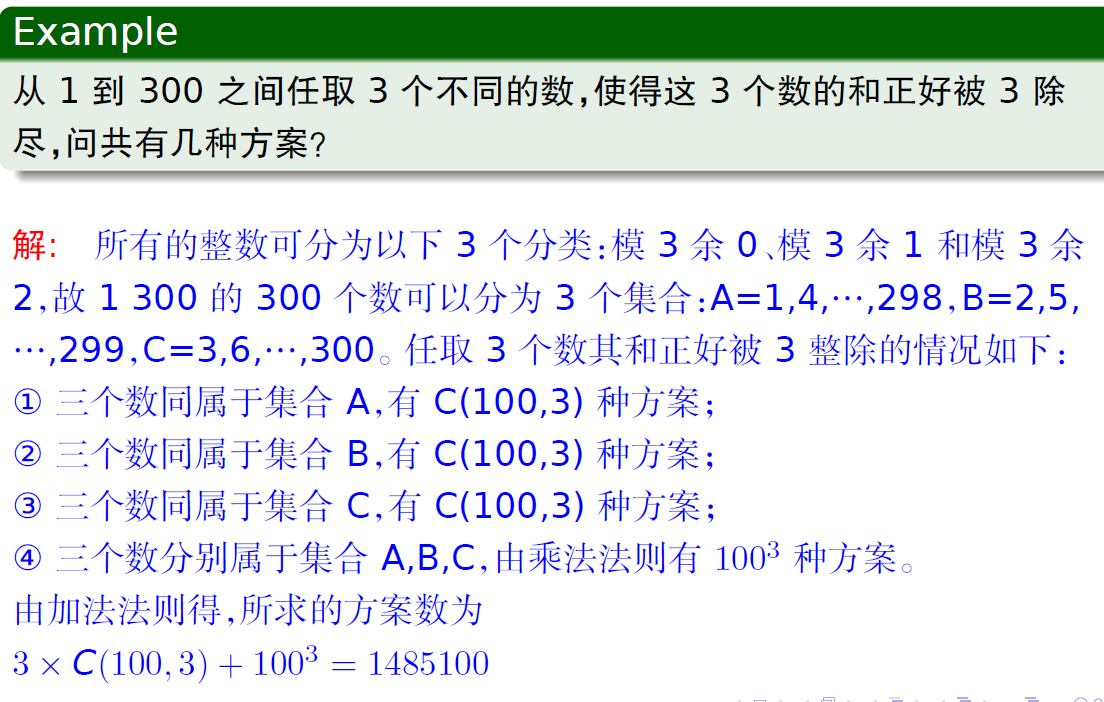 Example
从 1 到 300 之间任取 3 个不同的数,使得这 3 个数的和正好被 3 除
尽,问共有几种方案?
解: 所有的整数可分为以下 3 个分类:模 3 余 0、模 3 余 1 和模 3 余
2,故 1 300 的 300 个数可以分为 3 个集合:A=1,4,⋯,298,B=2,5,
⋯,299,C=3,6,⋯,300。任取 3 个数其和正好被 3 整除的情况如下:
① 三个数同属于集合 A,有 C(100,3) 种方案;
② 三个数同属于集合 B,有 C(100,3) 种方案;
③ 三个数同属于集合 C,有 C(100,3) 种方案;
④ 三个数分别属于集合 A,B,C,由乘法法则有 100³ 种方案。
由加法法则得,所求的方案数为
3 × C(100, 3) + 100³ = 1485100